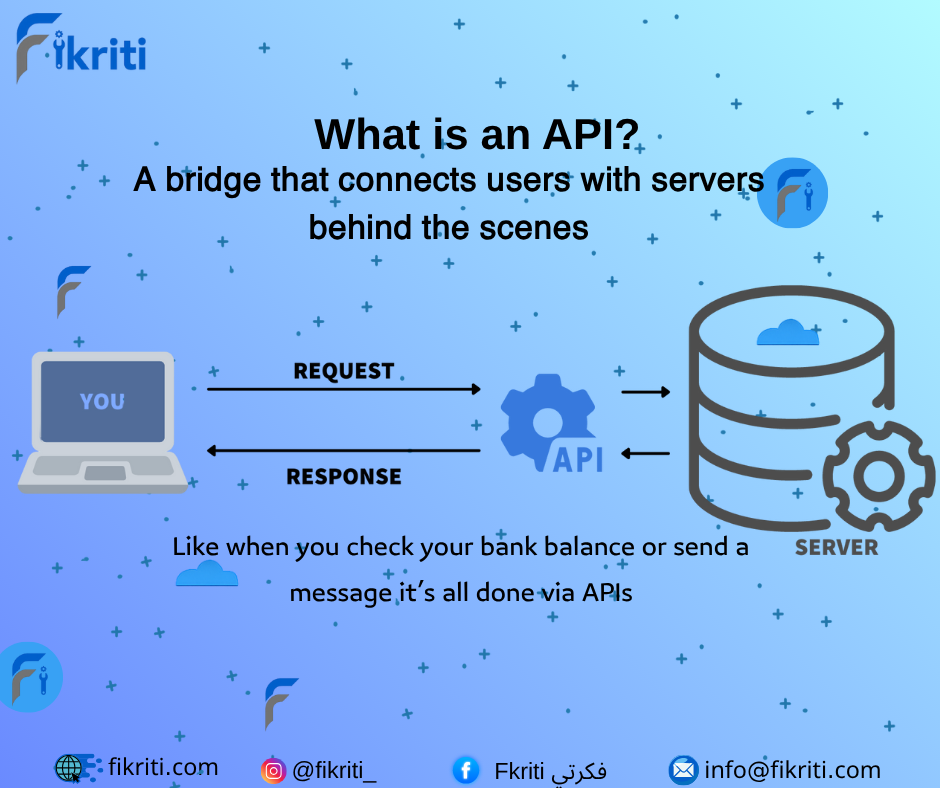 Fikriti
What is an API?
A bridge that connects users with servers
behind the scenes
YOU
REQUEST
RESPONSE
API
SERVER
Like when you check your bank balance or send a
message it's all done via APIs
fikriti.com
@fikriti_
Fkriti فكرتي
info@fikriti.com